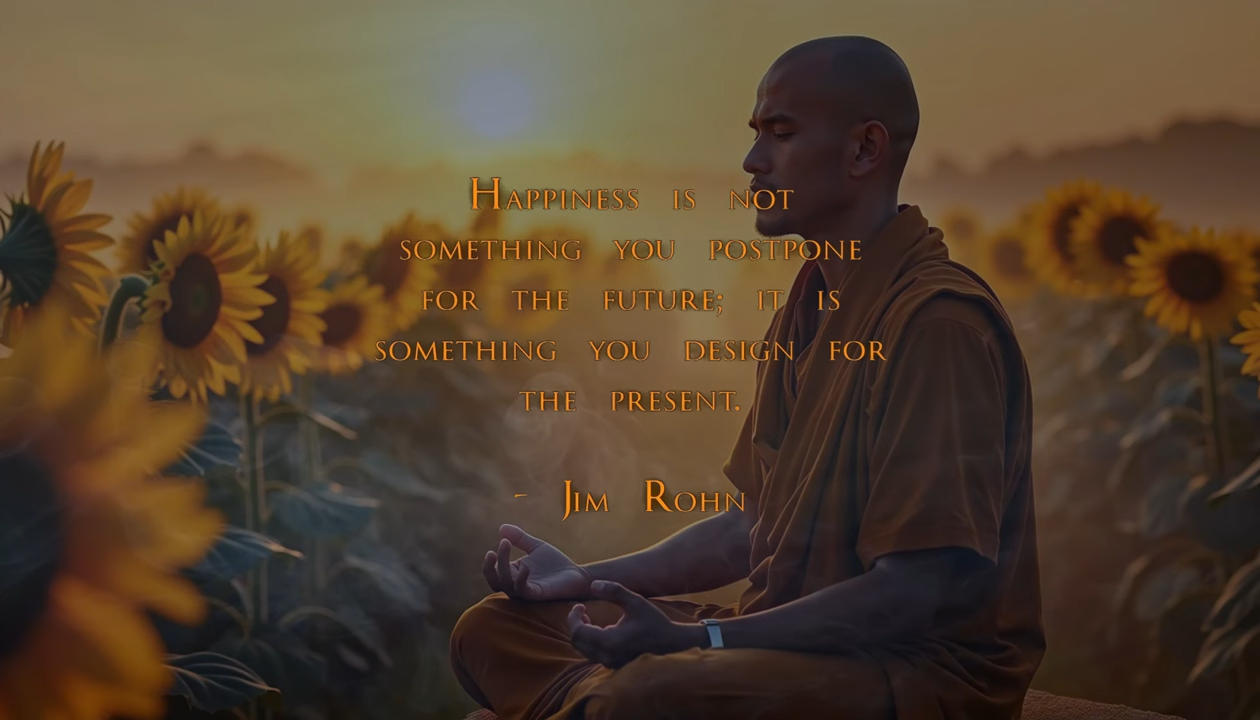 Happiness is not
something you postpone
for the future; it is
something you design for
the present.
- Jim Rohn